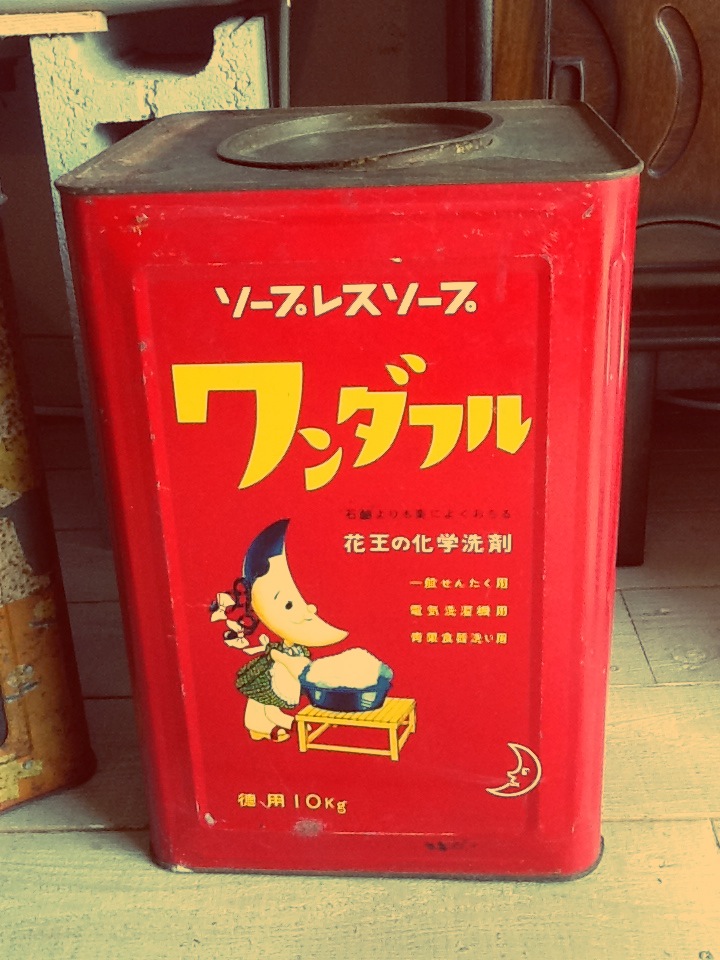 ソープレスソープ
ワンダフル
石鹸より水薬によくおちる
花王の化学洗剤
一般せんたく用
電気洗濯機用
青果食器洗い用
徳用10Kg